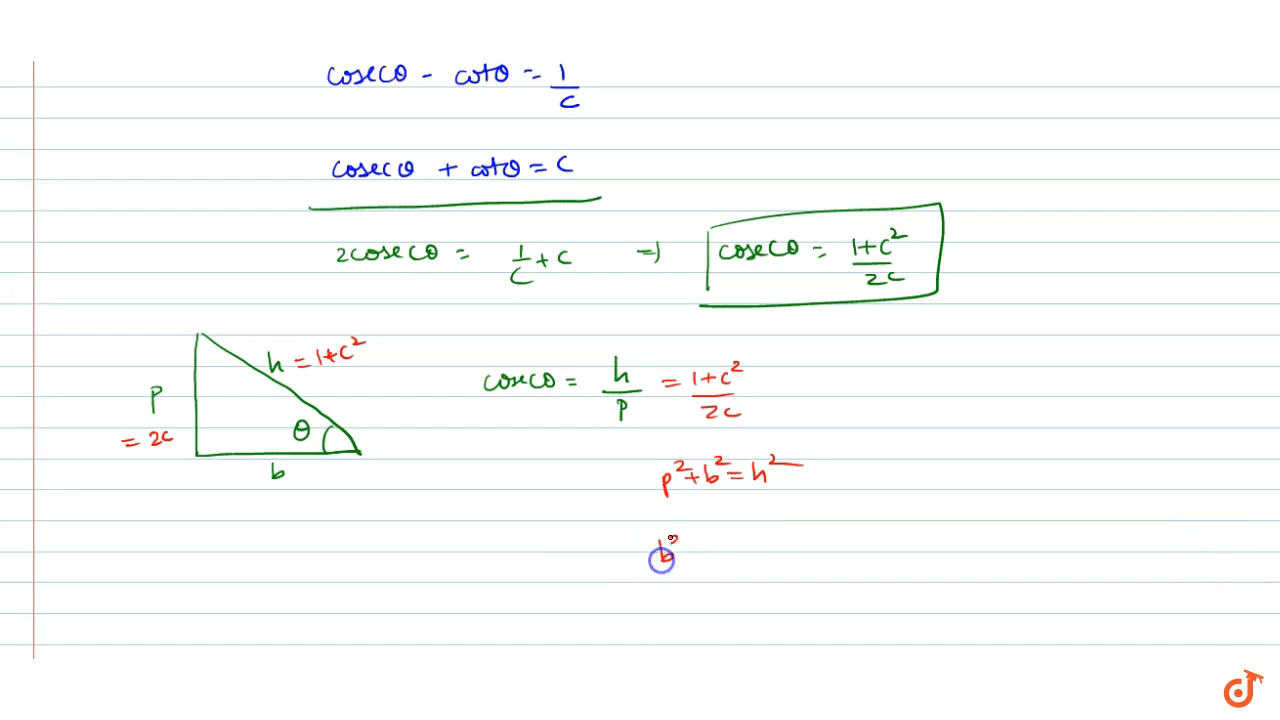 cosecθ - cotθ = 1/c
cosecθ + cotθ = c
2cosecθ = 1/c + c ⇒ cosecθ = 1+c²/2c
h = 1+c²
p
= 2c
θ
b
cosecθ = h/p = 1+c²/2c
p²+b²=h²
b²